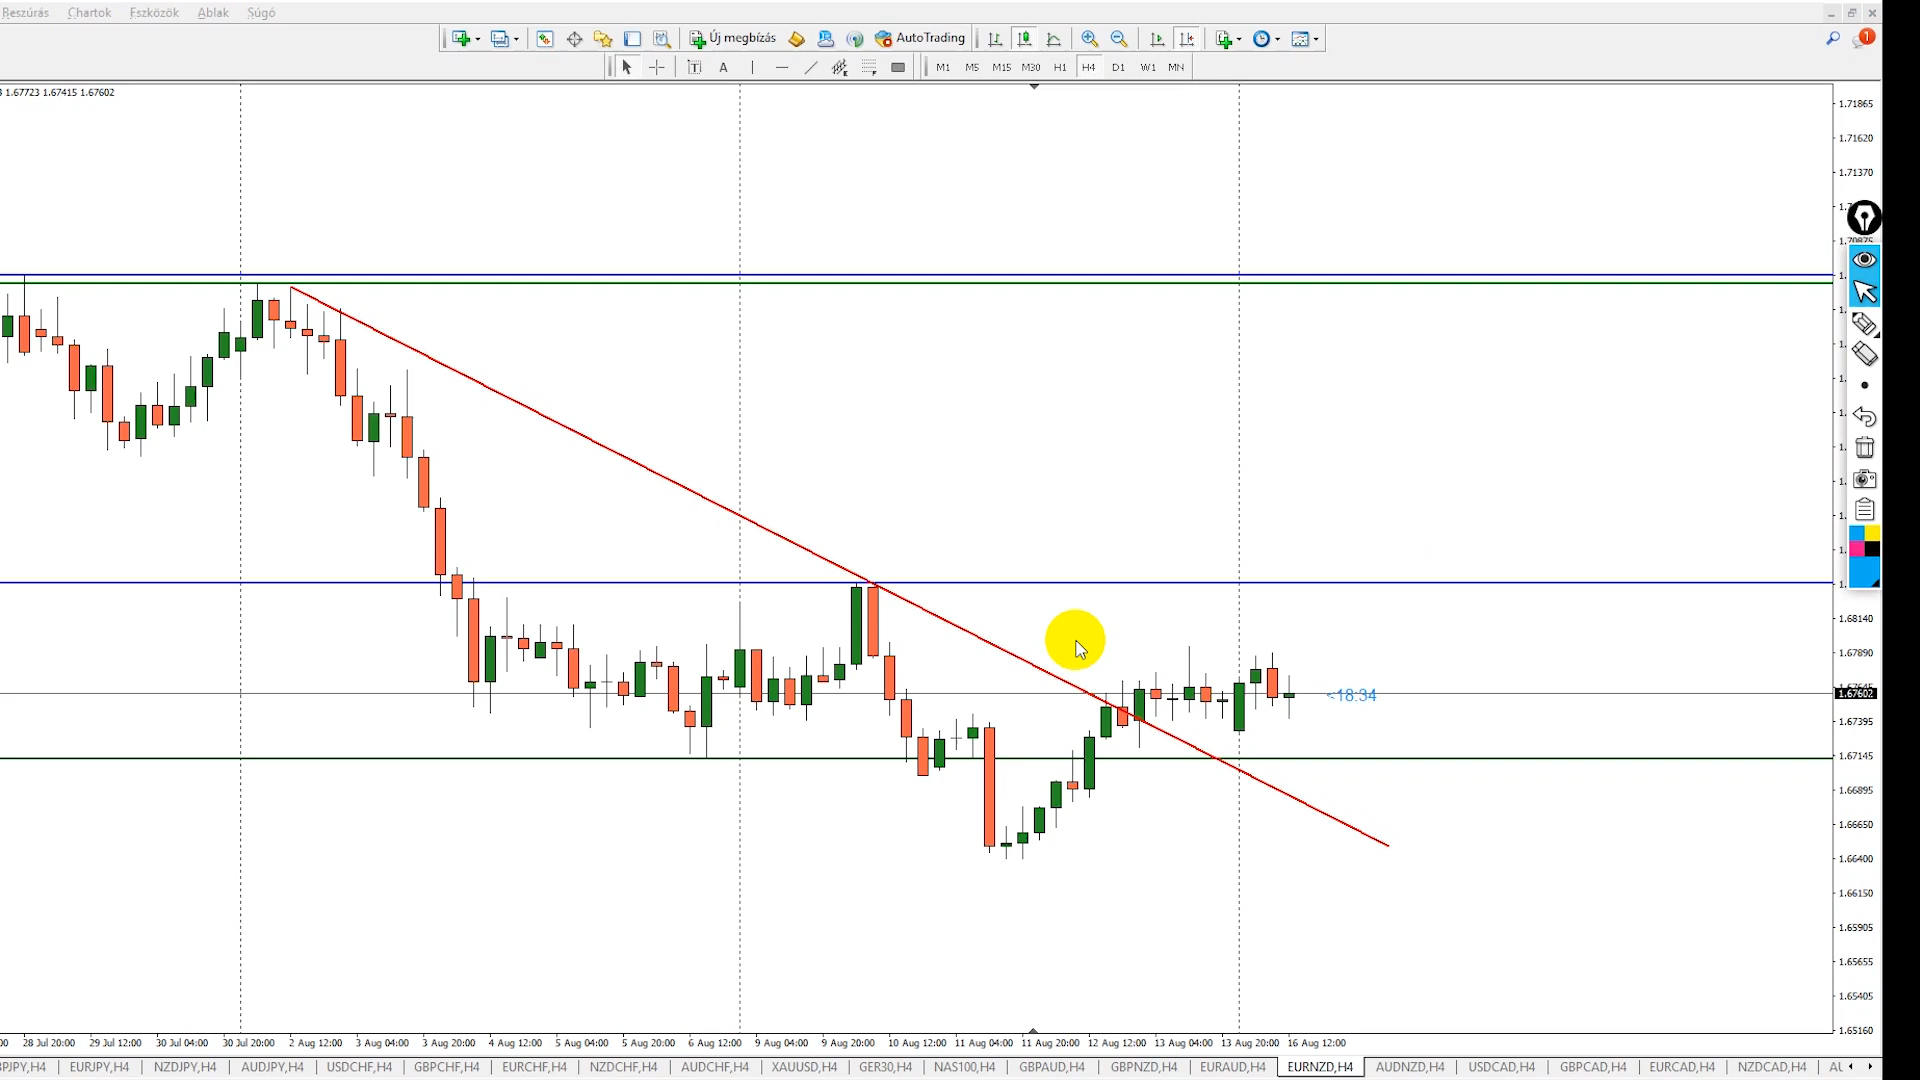 Beszúrás Chartok Eszközök Ablak Súgó
Új megbízás AutoTrading 1
T A M1 M5 M15 M30 H1 H4 D1 W1 MN
1.67723 1.67415 1.67602
1.71865
1.71620
1.71370
1.68140
1.67890
1.67602
<18:34
1.67395
1.67145
1.66895
1.66650
1.66400
1.66150
1.65905
1.65655
1.65405
1.65160
28 Jul 20:00 29 Jul 12:00 30 Jul 04:00 30 Jul 20:00 2 Aug 12:00 3 Aug 04:00 3 Aug 20:00 4 Aug 12:00 5 Aug 04:00 5 Aug 20:00 6 Aug 12:00 9 Aug 04:00 9 Aug 20:00 10 Aug 12:00 11 Aug 04:00 11 Aug 20:00 12 Aug 12:00 13 Aug 04:00 13 Aug 20:00 16 Aug 12:00
PJPY,H4 EURJPY,H4 NZDJPY,H4 AUDJPY,H4 USDCHF,H4 GBPCHF,H4 EURCHF,H4 NZDCHF,H4 AUDCHF,H4 XAUUSD,H4 GER30,H4 NAS100,H4 GBPAUD,H4 GBPNZD,H4 EURAUD,H4 EURNZD,H4 AUDNZD,H4 USDCAD,H4 GBPCAD,H4 EURCAD,H4 NZDCAD,H4 AU